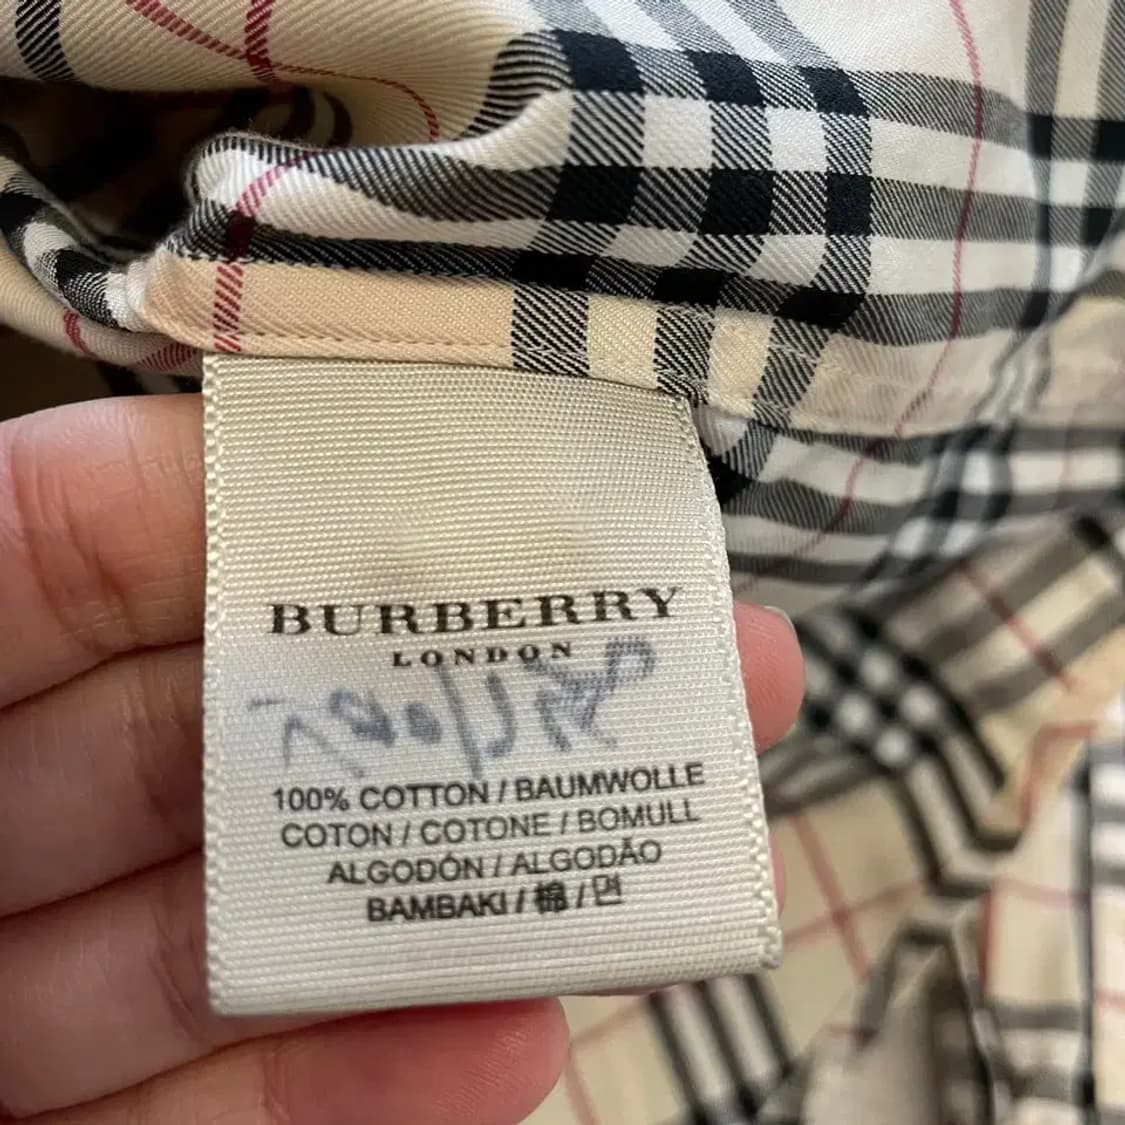 BURBERRY
LONDON
100% COTTON / BAUMWOLLE
COTON / COTONE / BOMULL
ALGODÓN / ALGODÃO
BAMBAKI / 棉 / 면